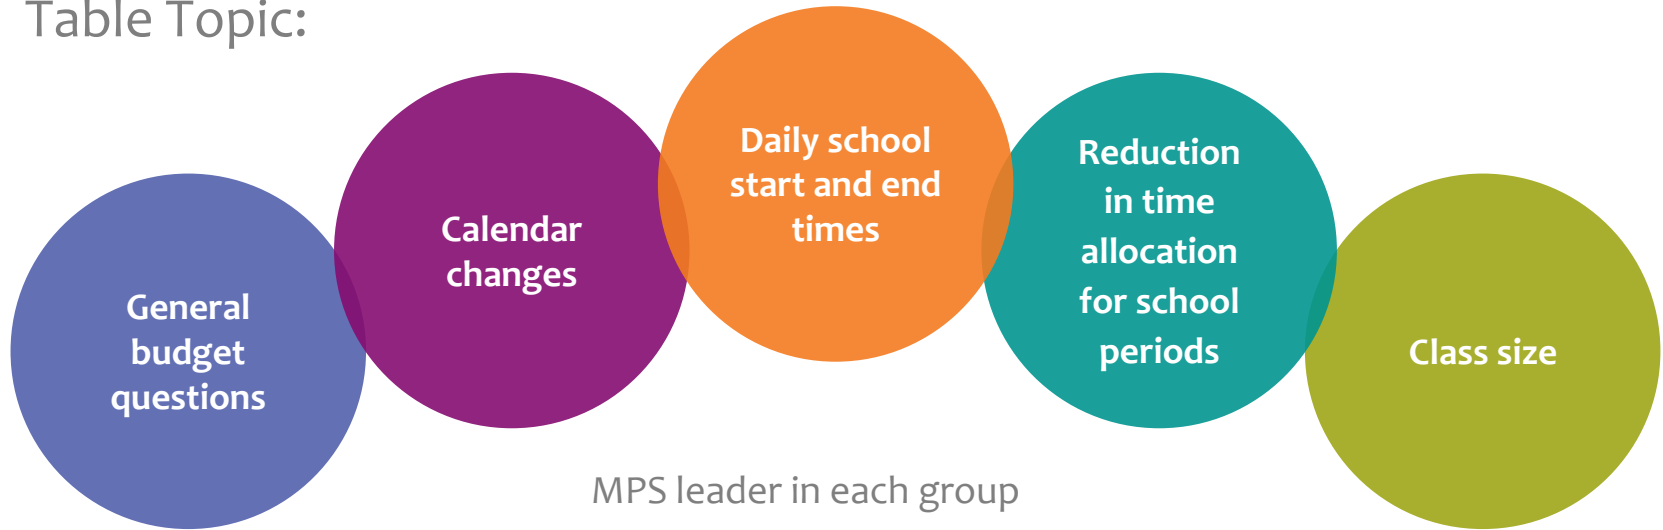 Table Topic:
General
budget
questions
Calendar
changes
Daily school
start and end
times
Reduction
in time
allocation
for school
periods
Class size
MPS leader in each group